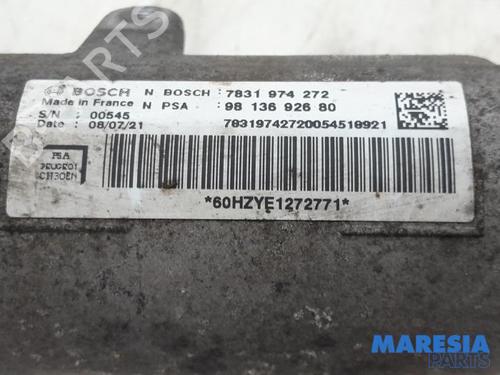 BOSCH N BOSCH : 7831 974 272
Made in France N PSA : 98 136 926 80
S/N : 00545
Date : 08/07/21 78319742720054518921
PSA
PEUGEOT
CITROEN
*60HZYE1272771*
PARTS
MARESIA
PARTS